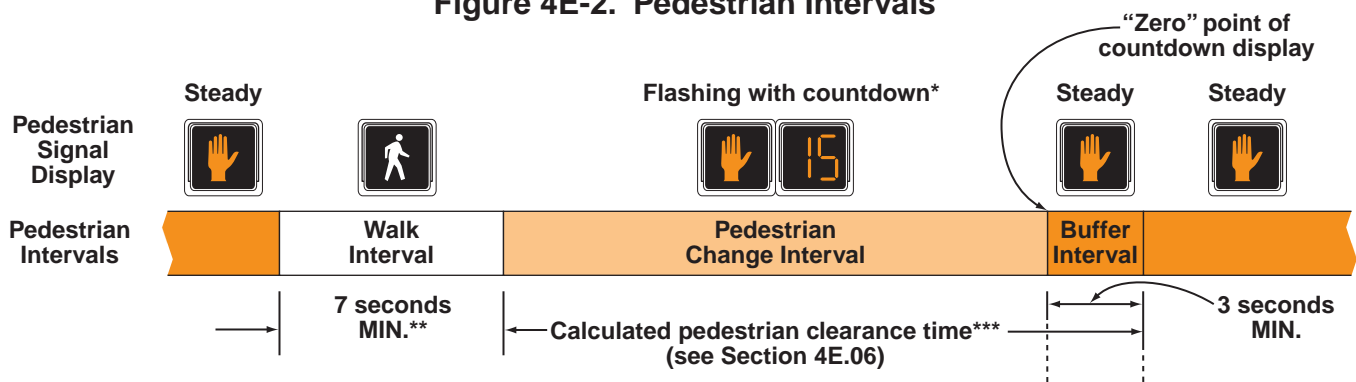 Figure 4E-2. Pedestrian Intervals
“Zero” point of
countdown display
Steady
Flashing with countdown*
Steady
Steady
Pedestrian
Signal
Display
15
Pedestrian
Intervals
Walk
Interval
Pedestrian
Change Interval
Buffer
Interval
7 seconds
MIN.**
Calculated pedestrian clearance time***
(see Section 4E.06)
3 seconds
MIN.